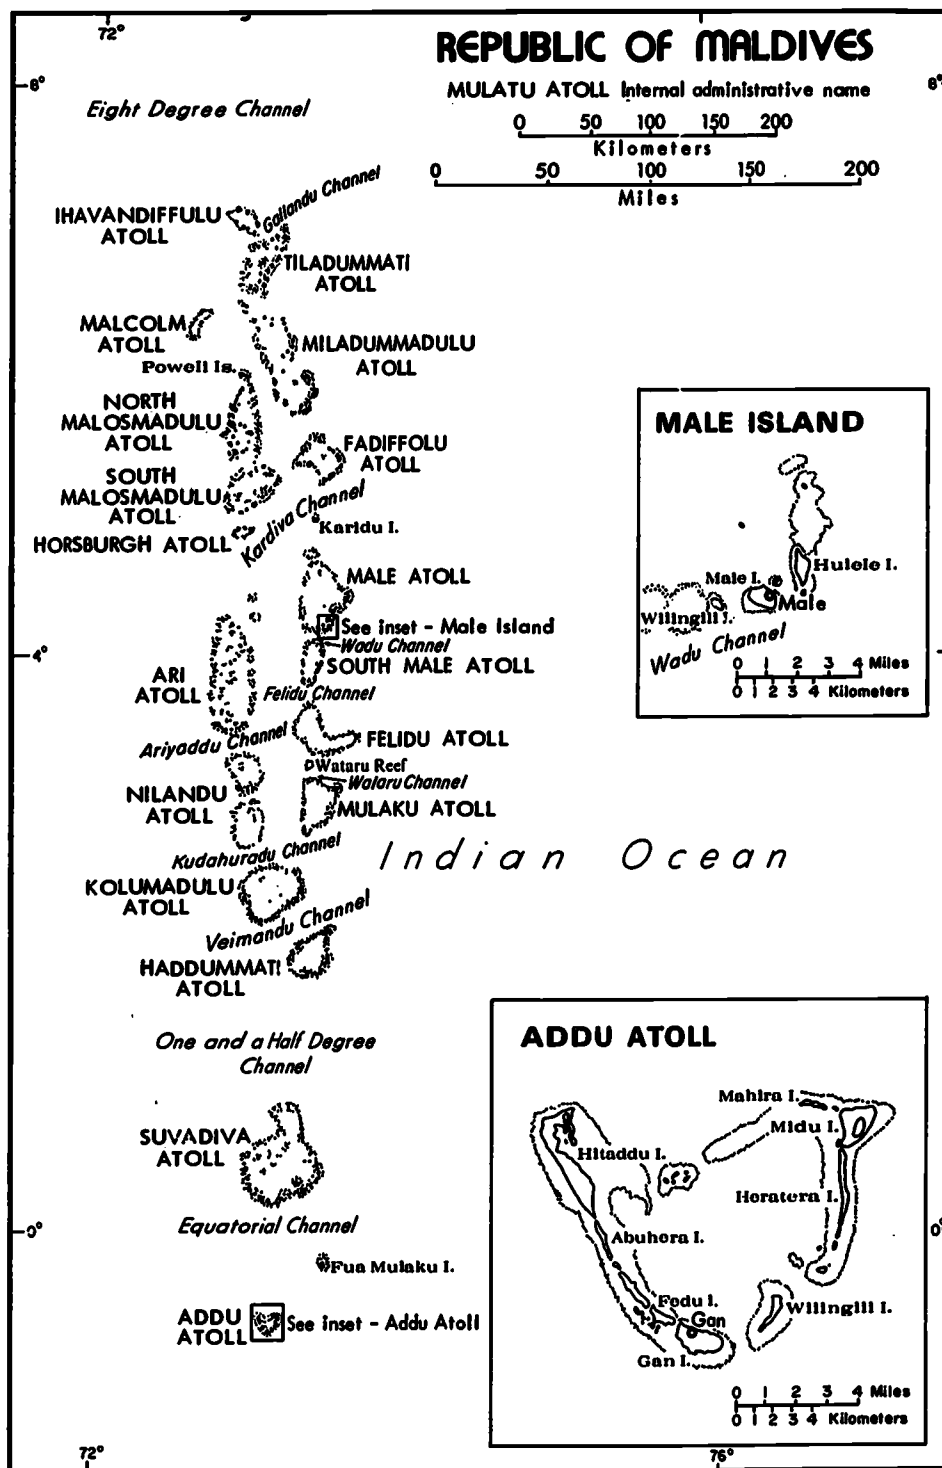 72°
REPUBLIC OF MALDIVES
8°
8°
MULATU ATOLL Internal administrative name
Eight Degree Channel
0 50 100 150 200
Kilometers
0 50 100 150 200
Miles
Gallandu Channel
IHAVANDIFFULU
ATOLL
TILADUMMATI
ATOLL
MALCOLM
ATOLL
MILADUMMADULU
ATOLL
Powell Is.
NORTH
MALOSMADULU
ATOLL
FADIFFOLU
ATOLL
SOUTH
MALOSMADULU
ATOLL
Kardiva Channel
Karidu I.
HORSBURGH ATOLL
MALE ATOLL
See inset - Male Island
Wadu Channel
4°
SOUTH MALE ATOLL
ARI
ATOLL
Felidu Channel
Ariyaddu Channel
FELIDU ATOLL
Wataru Reef
Wataru Channel
NILANDU
ATOLL
MULAKU ATOLL
Kudahuradu Channel
Indian Ocean
KOLUMADULU
ATOLL
Veimandu Channel
HADDUMMATI
ATOLL
One and a Half Degree
Channel
SUVADIVA
ATOLL
Equatorial Channel
0°
0°
Fua Mulaku I.
ADDU
ATOLL
See inset - Addu Atoll
72°
76°
MALE ISLAND
Hulele I.
Male I.
Male
Wilingili I.
Wadu Channel
0 1 2 3 4 Miles
0 1 2 3 4 Kilometers
ADDU ATOLL
Mahira I.
Midu I.
Hitaddu I.
Horatera I.
Abuhora I.
Fedu I.
Gan
Wilingili I.
Gan I.
0 1 2 3 4 Miles
0 1 2 3 4 Kilometers